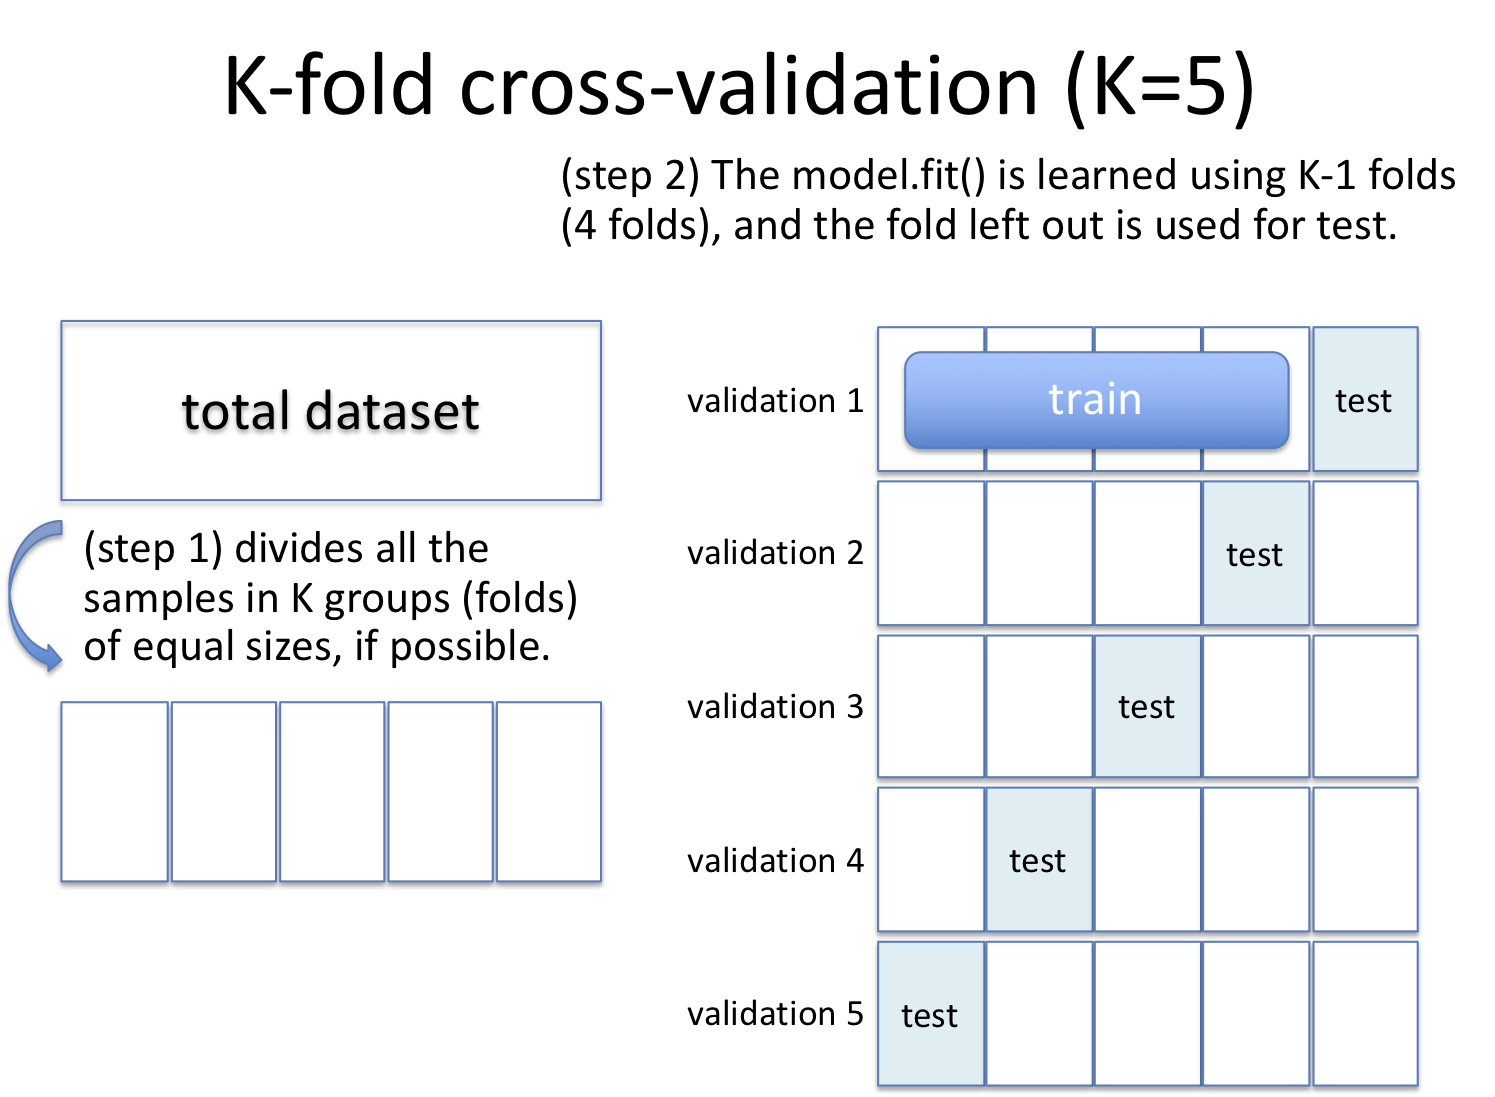 K-fold cross-validation (K=5)
(step 2) The model.fit() is learned using K-1 folds
(4 folds), and the fold left out is used for test.
total dataset
(step 1) divides all the
samples in K groups (folds)
of equal sizes, if possible.
validation 1 train test
validation 2 test
validation 3 test
validation 4 test
validation 5 test